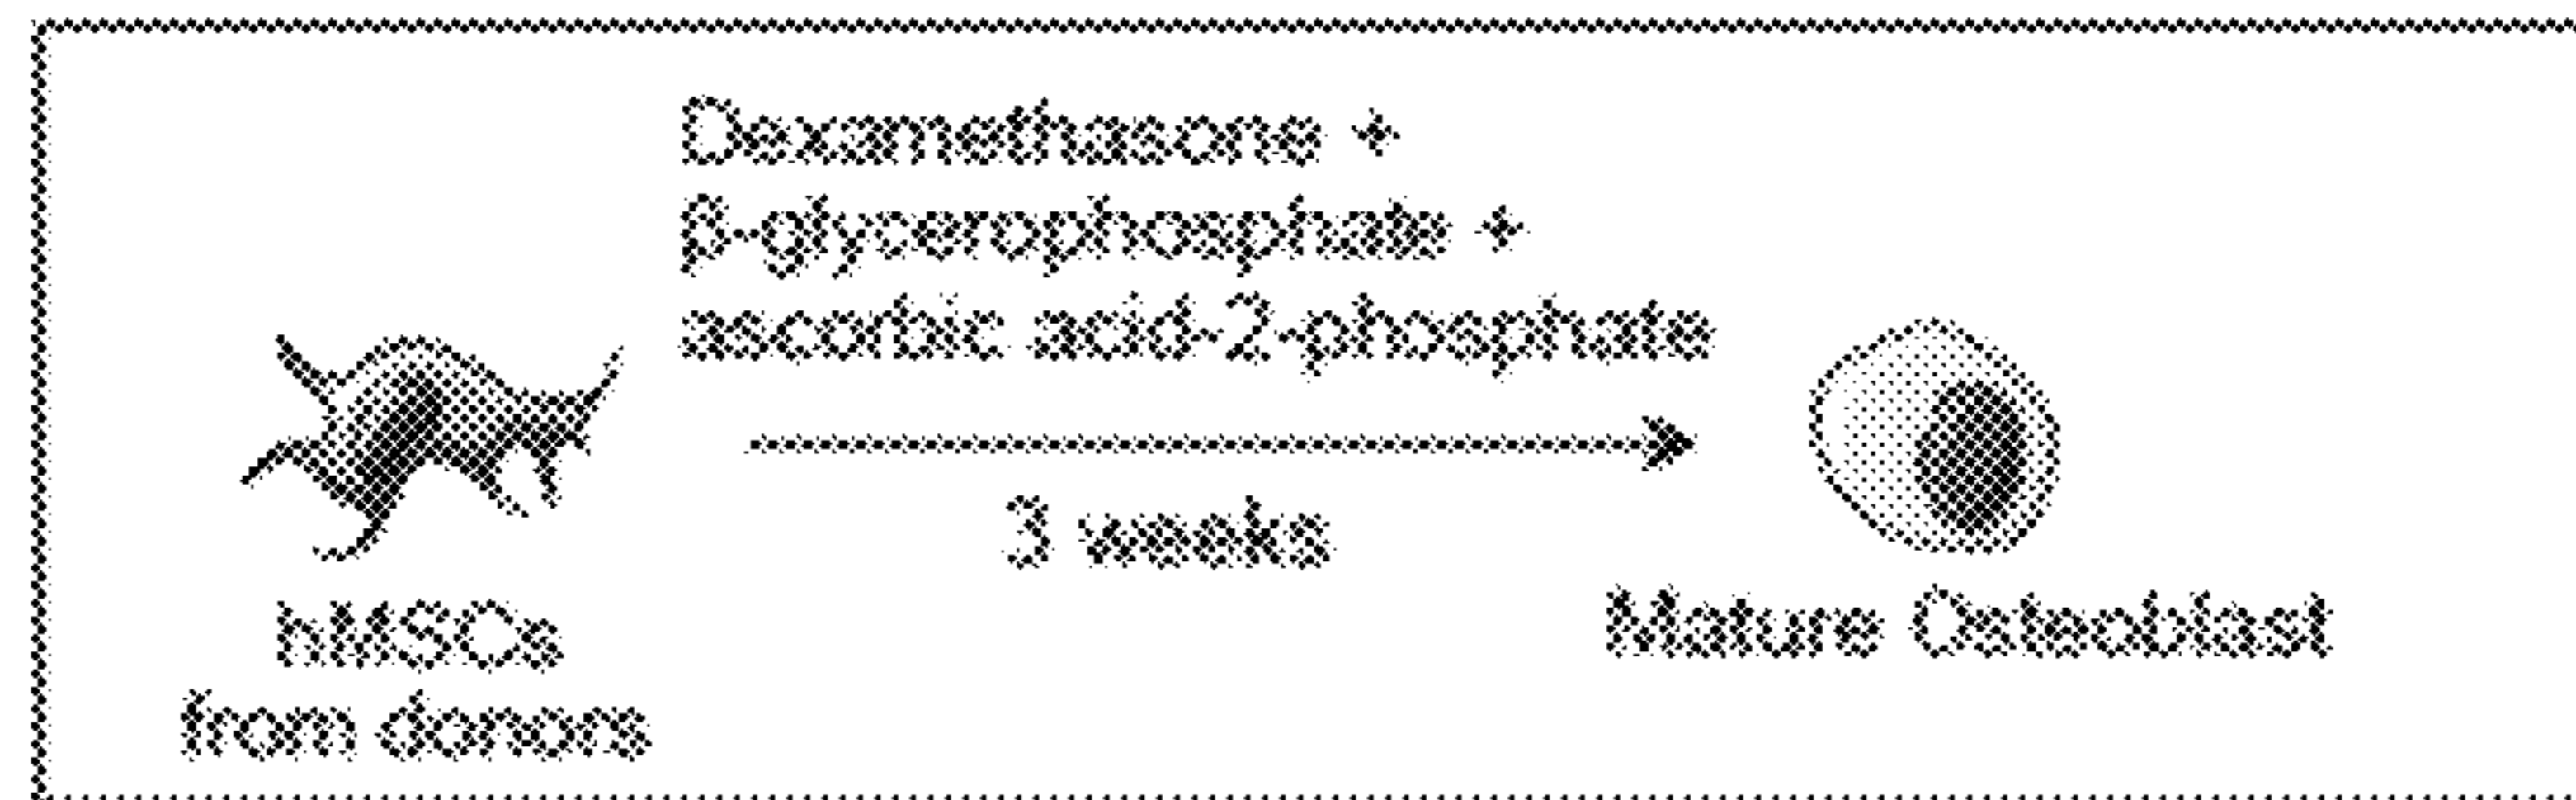 Dexamethasone +
β-glycerophosphate +
ascorbic acid-2-phosphate
3 weeks
hMSCs
from donors
Mature Osteoblast